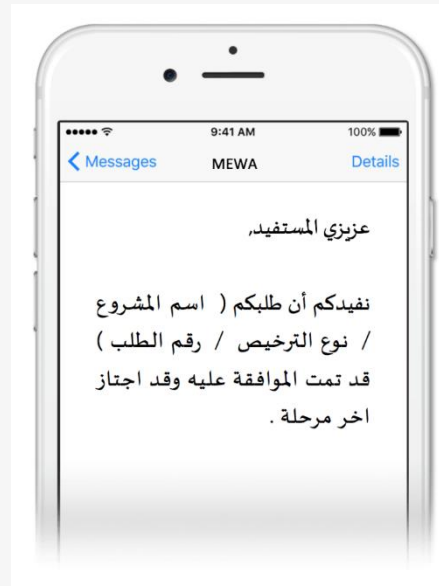 9:41 AM
100%
Messages
MEWA
Details
عزيزي المستفيد,
نفيدكم أن طلبكم ( اسم المشروع
/ نوع الترخيص / رقم الطلب )
قد تمت الموافقة عليه وقد اجتاز
اخر مرحلة .